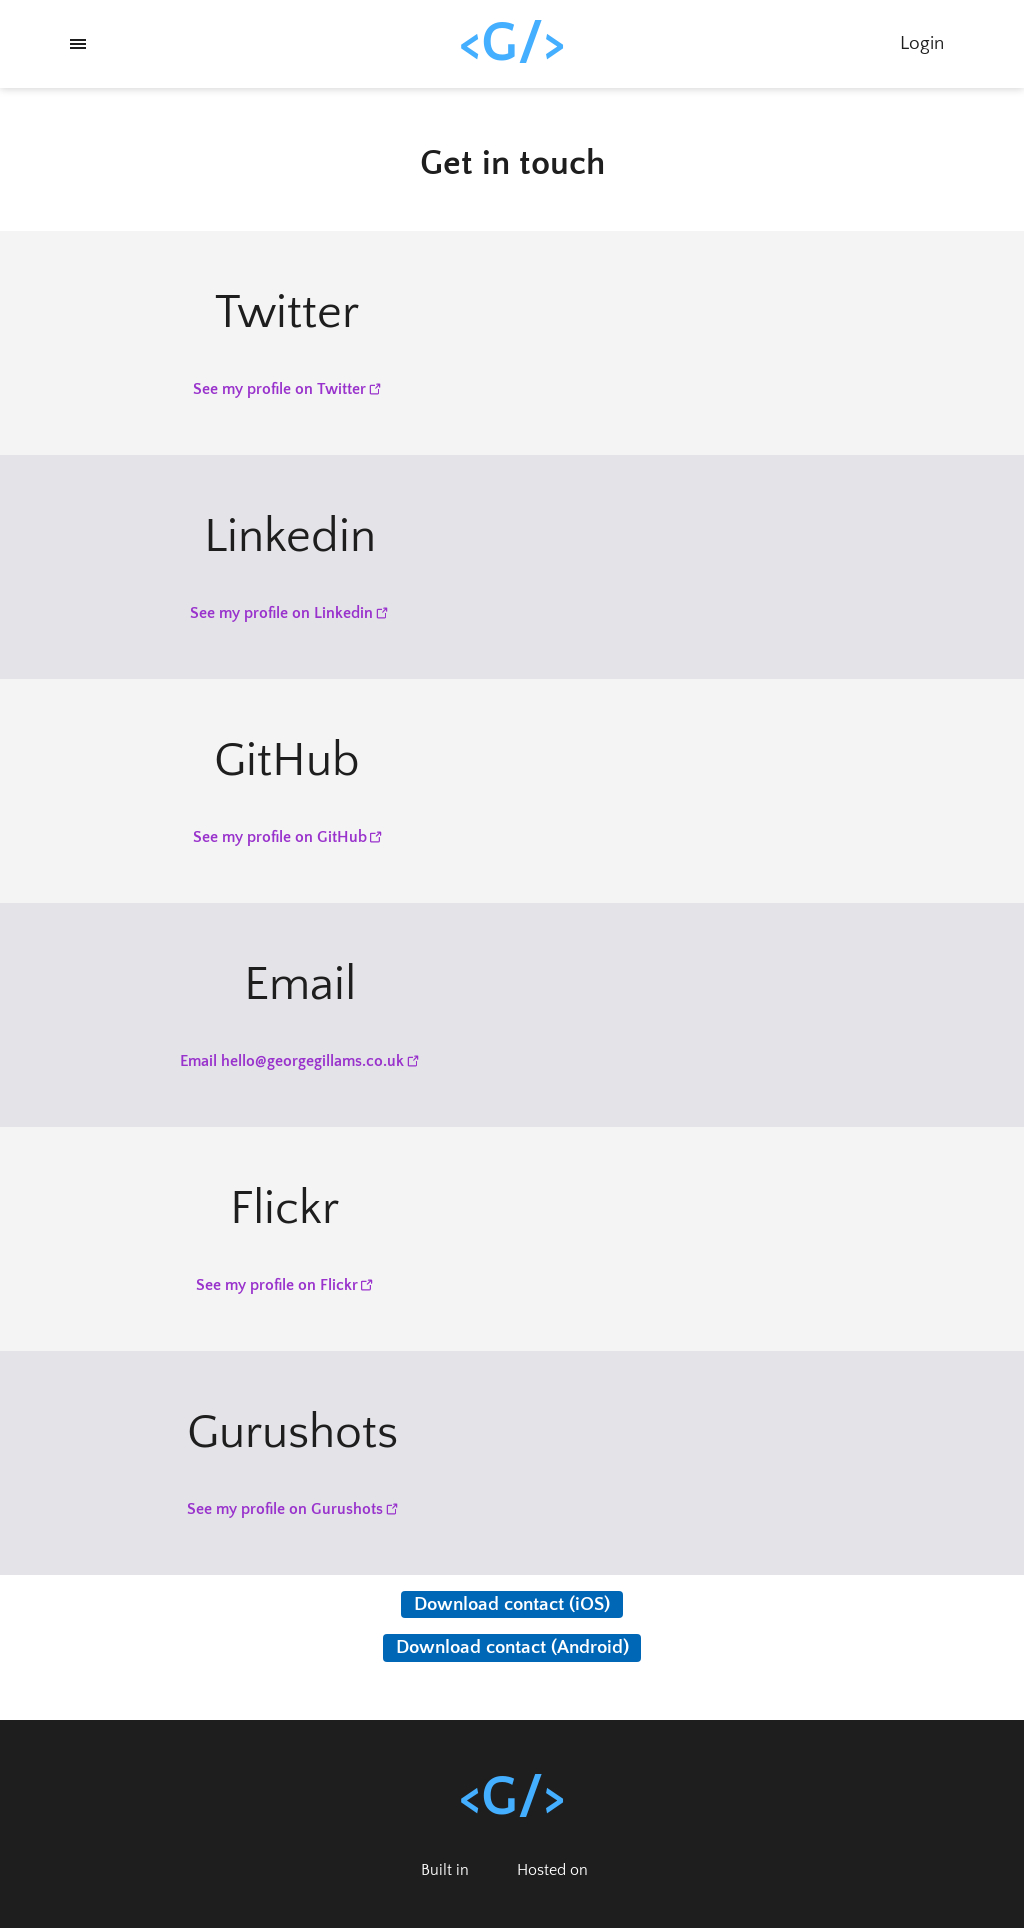 <G/>
Login
Get in touch
Twitter
See my profile on Twitter
Linkedin
See my profile on Linkedin
GitHub
See my profile on GitHub
Email
Email hello@georgegillams.co.uk
Flickr
See my profile on Flickr
Gurushots
See my profile on Gurushots
Download contact (iOS)
Download contact (Android)
<G/>
Built in
Hosted on